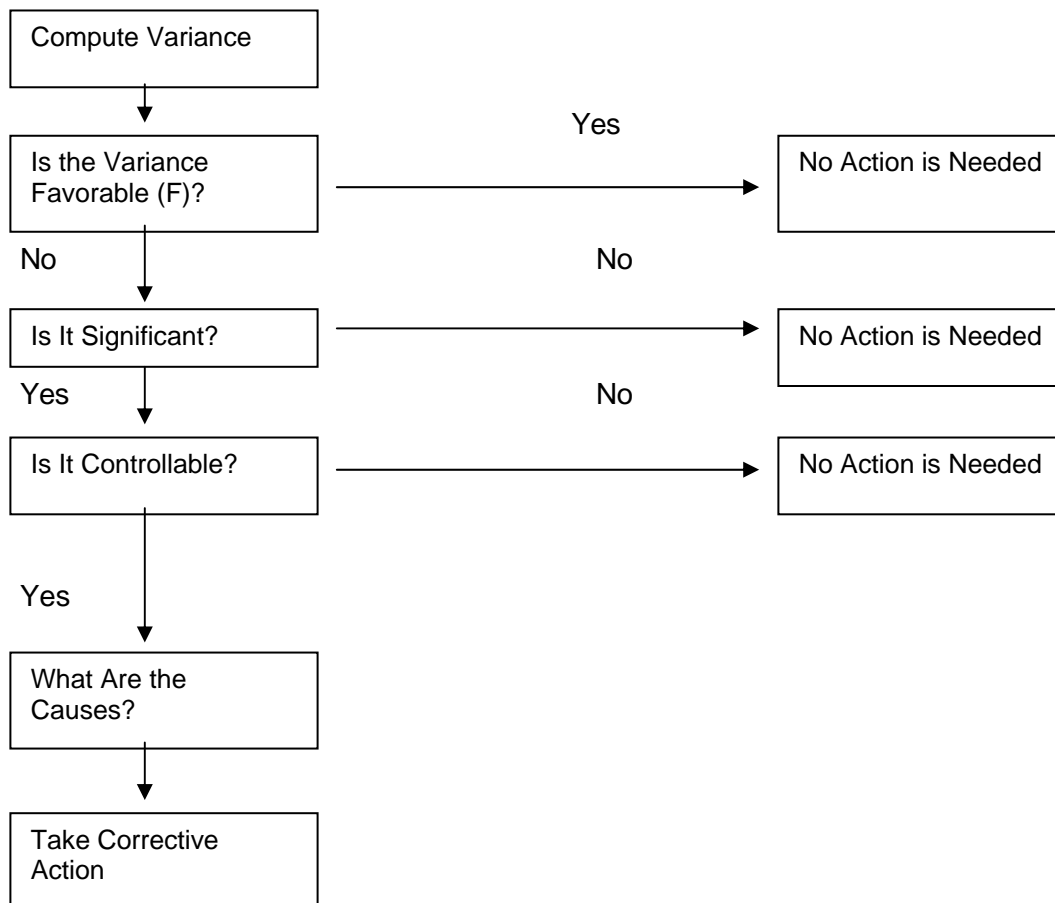 Compute Variance
Yes
Is the Variance
Favorable (F)?
No Action is Needed
No
No
Is It Significant?
No Action is Needed
Yes
No
Is It Controllable?
No Action is Needed
Yes
What Are the
Causes?
Take Corrective
Action